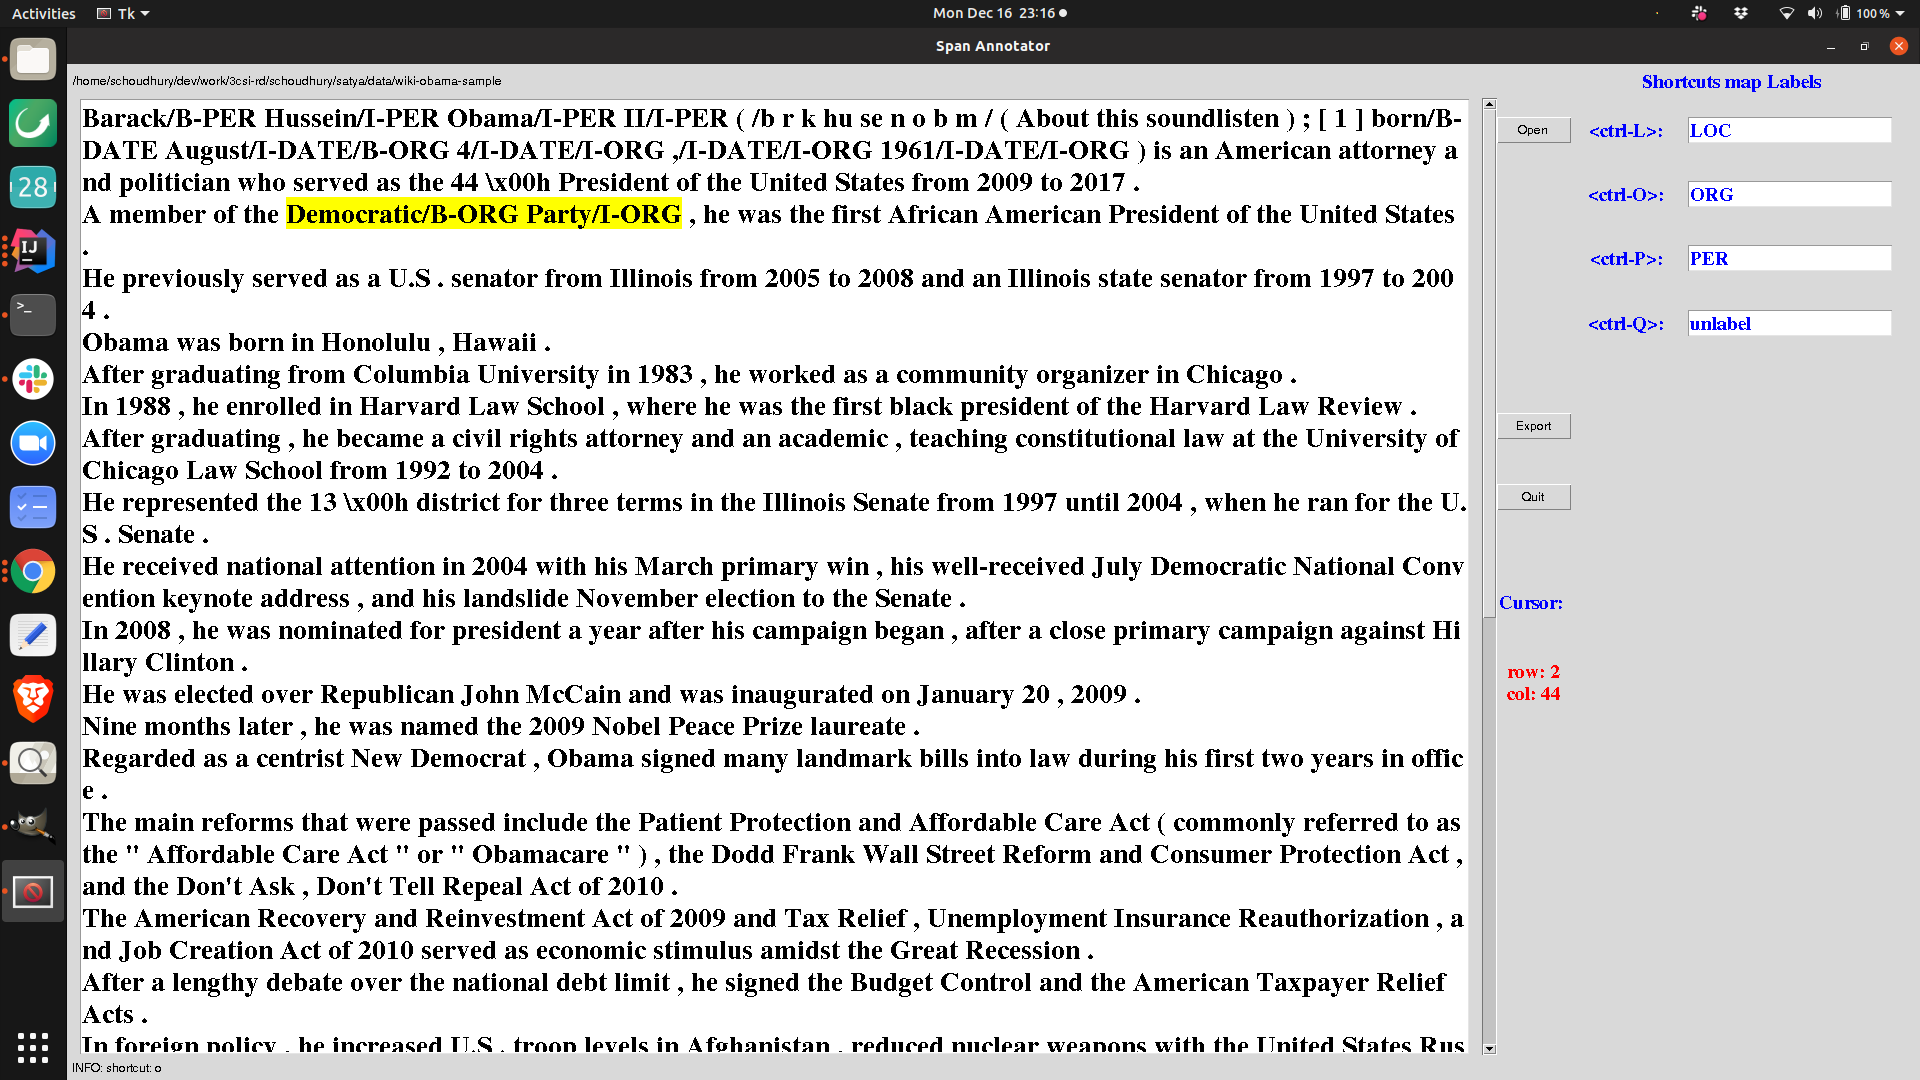 Activities Tk Mon Dec 16 23:16 100 %
Span Annotator
/home/schoudhury/dev/work/3csi-rd/schoudhury/satya/data/wiki-obama-sample
Shortcuts map Labels
28
Barack/B-PER Hussein/I-PER Obama/I-PER II/I-PER ( /b r k hu se n o b m / ( About this soundlisten ) ; [ 1 ] born/B-
DATE August/I-DATE/B-ORG 4/I-DATE/I-ORG ,/I-DATE/I-ORG 1961/I-DATE/I-ORG ) is an American attorney a
nd politician who served as the 44 \x00h President of the United States from 2009 to 2017 .
A member of the Democratic/B-ORG Party/I-ORG , he was the first African American President of the United States
.
He previously served as a U.S . senator from Illinois from 2005 to 2008 and an Illinois state senator from 1997 to 200
4 .
Obama was born in Honolulu , Hawaii .
After graduating from Columbia University in 1983 , he worked as a community organizer in Chicago .
In 1988 , he enrolled in Harvard Law School , where he was the first black president of the Harvard Law Review .
After graduating , he became a civil rights attorney and an academic , teaching constitutional law at the University of
Chicago Law School from 1992 to 2004 .
He represented the 13 \x00h district for three terms in the Illinois Senate from 1997 until 2004 , when he ran for the U.
S . Senate .
He received national attention in 2004 with his March primary win , his well-received July Democratic National Conv
ention keynote address , and his landslide November election to the Senate .
In 2008 , he was nominated for president a year after his campaign began , after a close primary campaign against Hi
llary Clinton .
He was elected over Republican John McCain and was inaugurated on January 20 , 2009 .
Nine months later , he was named the 2009 Nobel Peace Prize laureate .
Regarded as a centrist New Democrat , Obama signed many landmark bills into law during his first two years in offic
e .
The main reforms that were passed include the Patient Protection and Affordable Care Act ( commonly referred to as
the " Affordable Care Act " or " Obamacare " ) , the Dodd Frank Wall Street Reform and Consumer Protection Act ,
and the Don't Ask , Don't Tell Repeal Act of 2010 .
The American Recovery and Reinvestment Act of 2009 and Tax Relief , Unemployment Insurance Reauthorization , a
nd Job Creation Act of 2010 served as economic stimulus amidst the Great Recession .
After a lengthy debate over the national debt limit , he signed the Budget Control and the American Taxpayer Relief
Acts .
In foreign policy , he increased U.S . troop levels in Afghanistan , reduced nuclear weapons with the United States Rus
Open
Export
Quit
Cursor:
row: 2
col: 44
<ctrl-L>: LOC
<ctrl-O>: ORG
<ctrl-P>: PER
<ctrl-Q>: unlabel
IJ
>_
INFO: shortcut: o